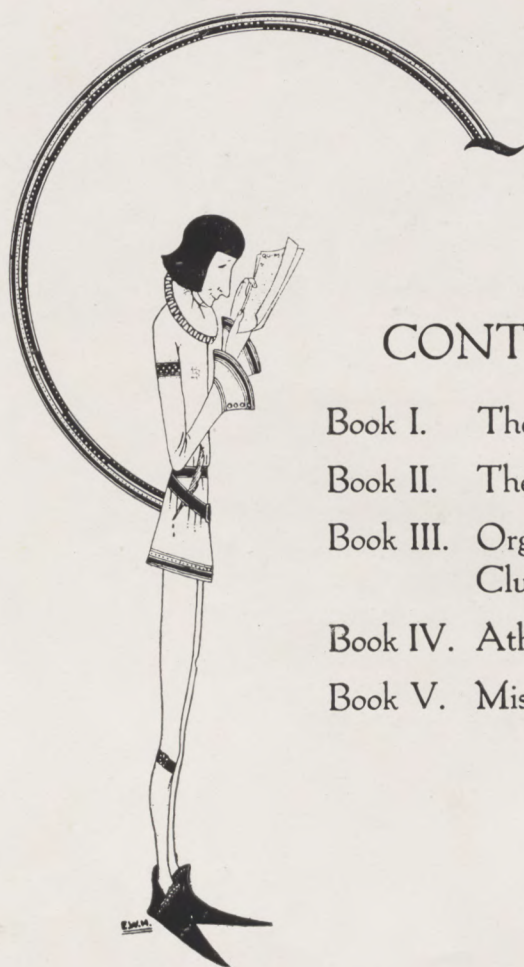 CONT
Book I. The
Book II. The
Book III. Org
Clu
Book IV. Ath
Book V. Mis